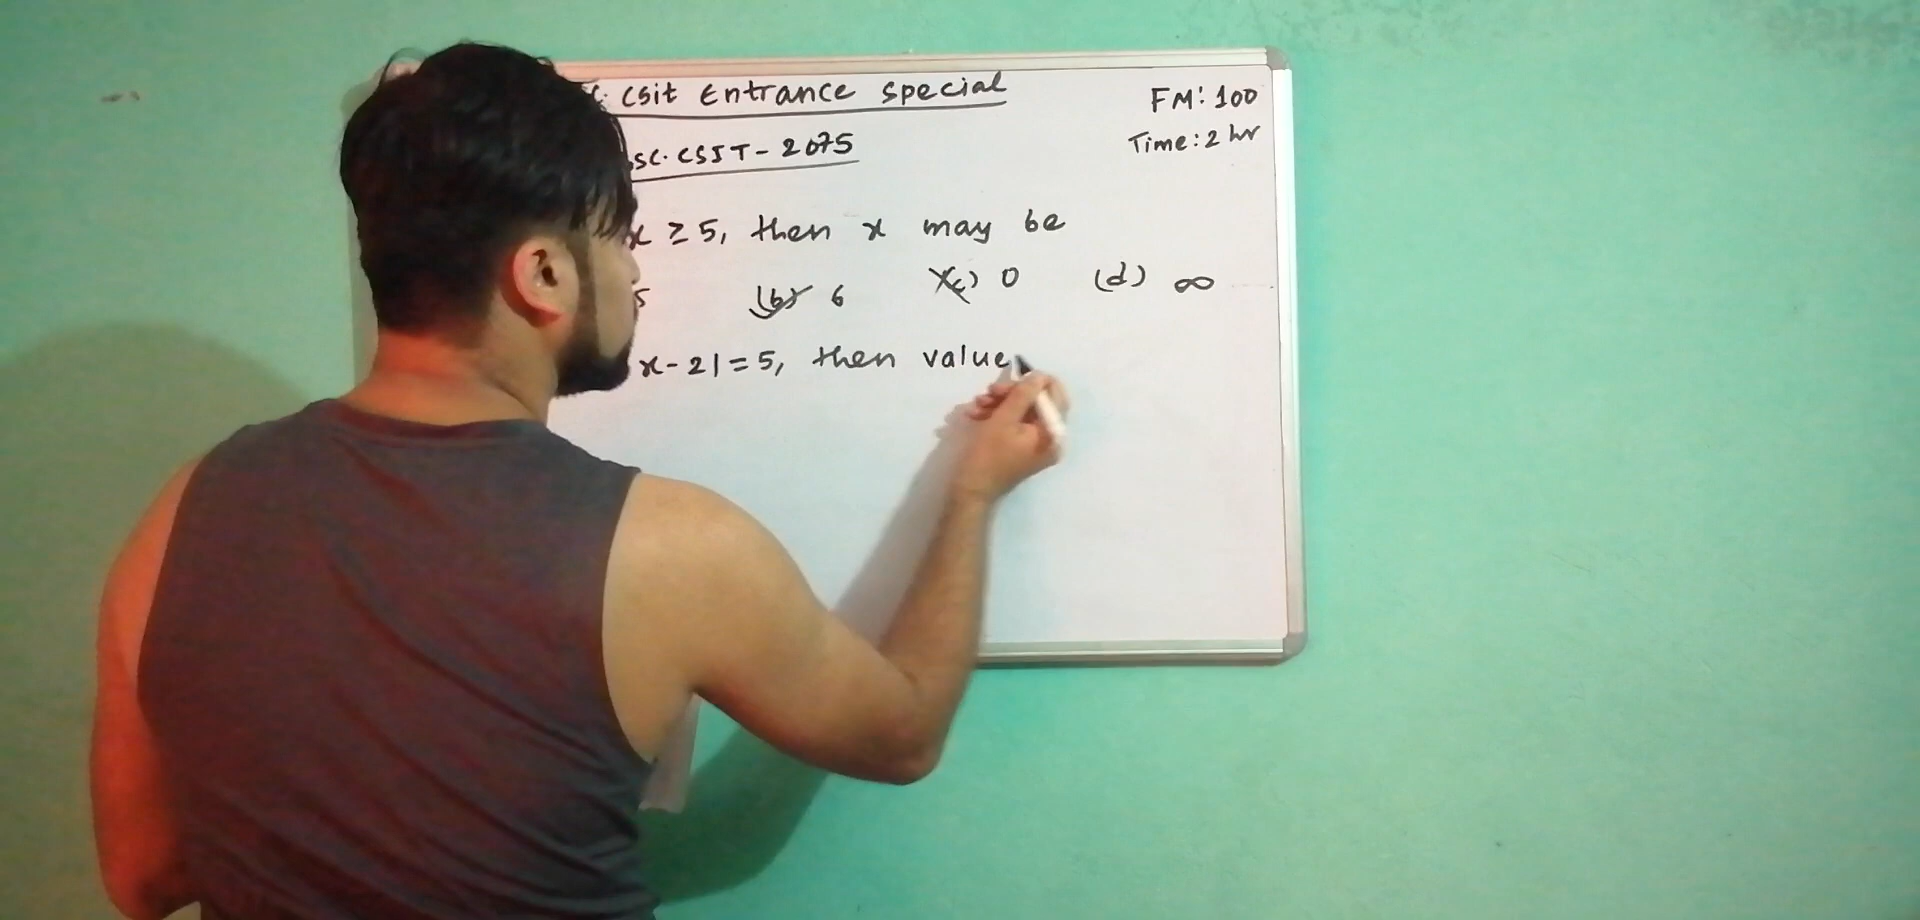 Csit Entrance special
FM: 100
Time: 2 hr
sc. CSIT - 2075
x ≥ 5, then x may be
5 (b) 6 (c) 0 (d) ∞
x - 2| = 5, then value